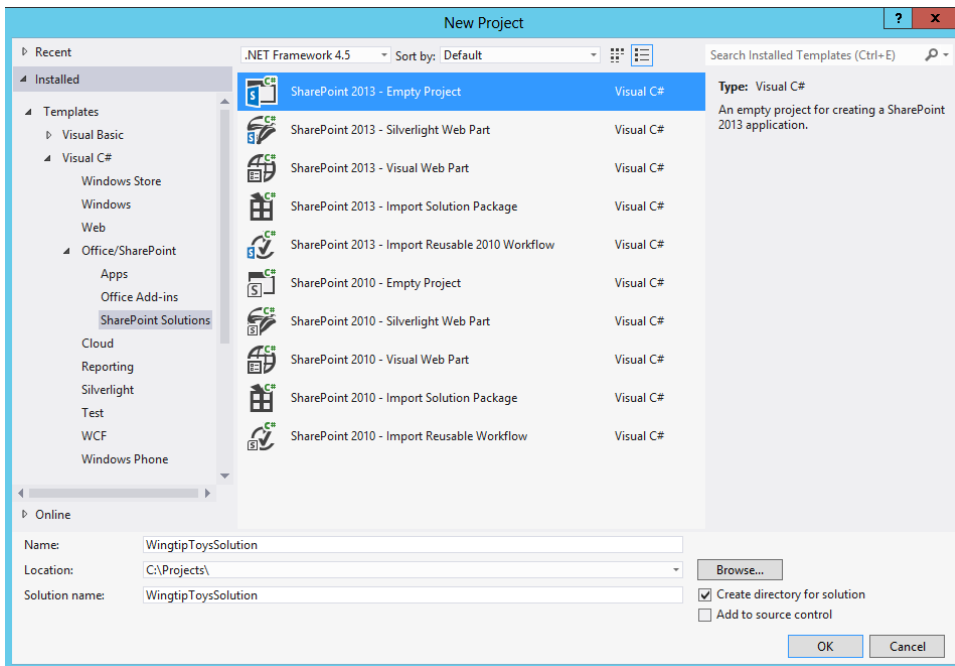 New Project
? x
Recent
.NET Framework 4.5 Sort by: Default
Search Installed Templates (Ctrl+E)
Installed
Templates
Visual Basic
Visual C#
Windows Store
Windows
Web
Office/SharePoint
Apps
Office Add-ins
SharePoint Solutions
Cloud
Reporting
Silverlight
Test
WCF
Windows Phone
Online
SharePoint 2013 - Empty Project Visual C#
SharePoint 2013 - Silverlight Web Part Visual C#
SharePoint 2013 - Visual Web Part Visual C#
SharePoint 2013 - Import Solution Package Visual C#
SharePoint 2013 - Import Reusable 2010 Workflow Visual C#
SharePoint 2010 - Empty Project Visual C#
SharePoint 2010 - Silverlight Web Part Visual C#
SharePoint 2010 - Visual Web Part Visual C#
SharePoint 2010 - Import Solution Package Visual C#
SharePoint 2010 - Import Reusable Workflow Visual C#
Type: Visual C#
An empty project for creating a SharePoint
2013 application.
Name: WingtipToysSolution
Location: C:\Projects\ Browse...
Solution name: WingtipToysSolution
Create directory for solution
Add to source control
OK Cancel